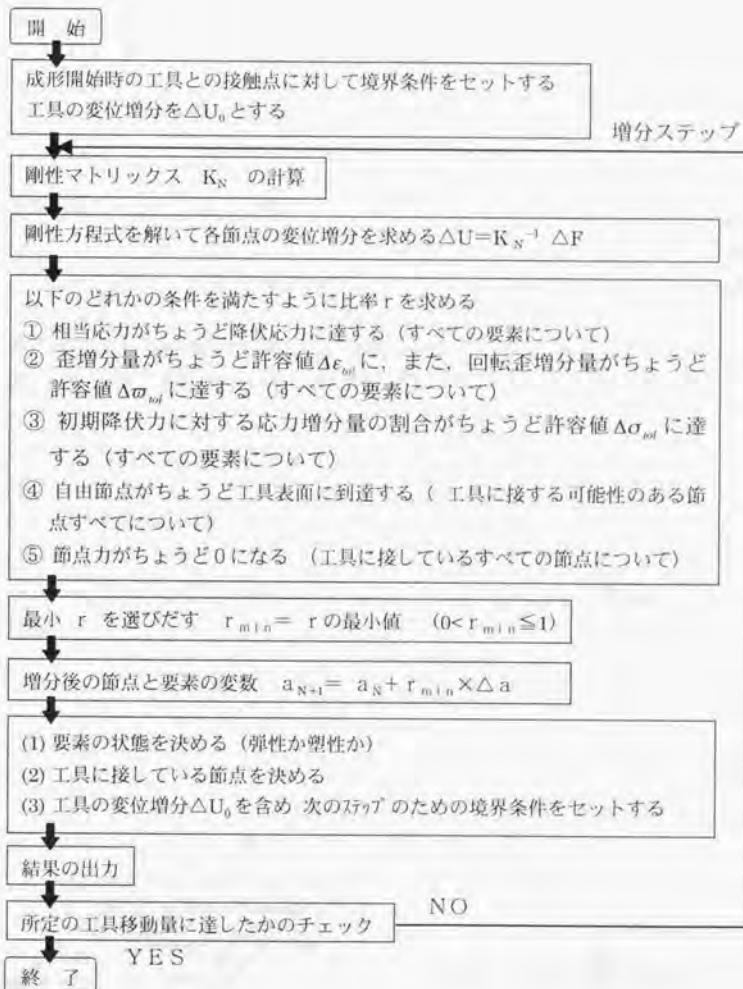 開 始
成形開始時の工具との接触点に対して境界条件をセットする
工具の変位増分を△U₀とする
増分ステップ
剛性マトリックス K_N の計算
剛性方程式を解いて各節点の変位増分を求める△U=K_N⁻¹ △F
以下のどれかの条件を満たすように比率 r を求める
① 相当応力がちょうど降伏応力に達する (すべての要素について)
② 歪増分量がちょうど許容値Δε_tolに, また, 回転歪増分量がちょうど
許容値Δϖ_tolに達する (すべての要素について)
③ 初期降伏力に対する応力増分量の割合がちょうど許容値Δσ_tolに達
する (すべての要素について)
④ 自由節点がちょうど工具表面に到達する ( 工具に接する可能性のある節
点すべてについて)
⑤ 節点力がちょうど0になる (工具に接しているすべての節点について)
最小 r を選びだす r_min= r の最小値 (0< r_min≦1)
増分後の節点と要素の変数 a_N+1= a_N+ r_min×△a
(1) 要素の状態を決める (弾性か塑性か)
(2) 工具に接している節点を決める
(3) 工具の変位増分△U₀を含め 次のステップのための境界条件をセットする
結果の出力
所定の工具移動量に達したかのチェック
NO
YES
終 了